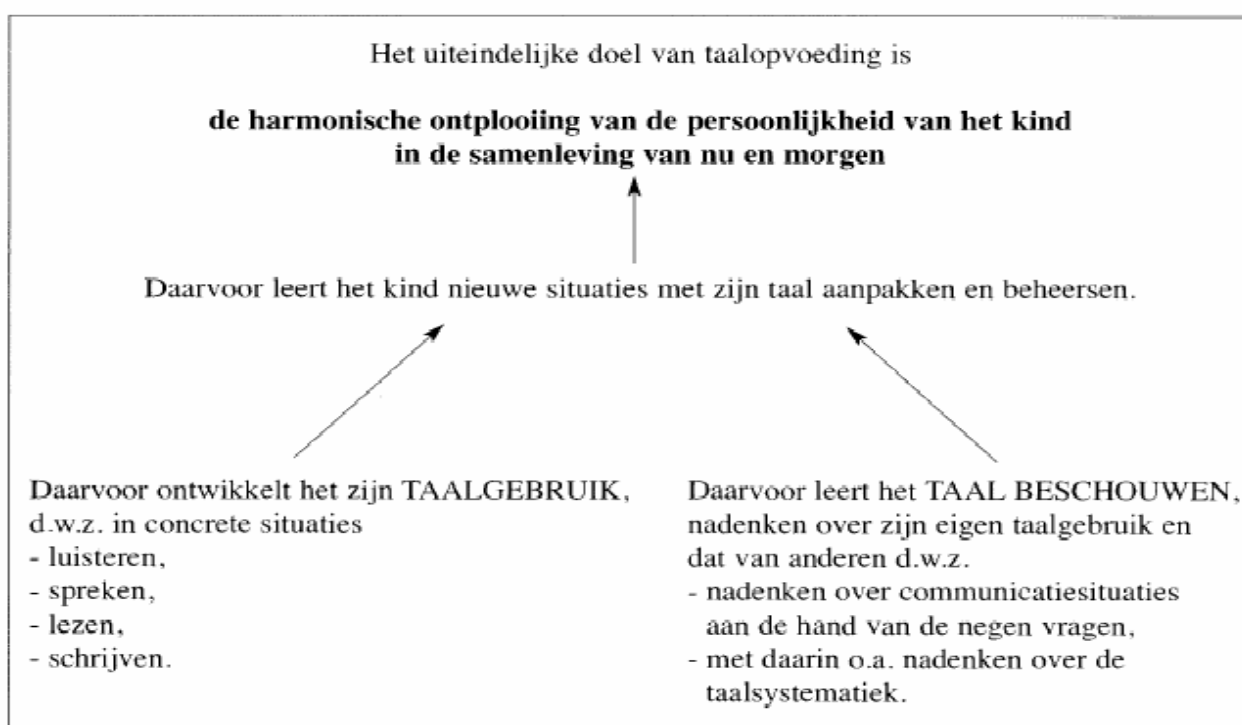 Het uiteindelijke doel van taalopvoeding is
de harmonische ontplooiing van de persoonlijkheid van het kind
in de samenleving van nu en morgen
Daarvoor leert het kind nieuwe situaties met zijn taal aanpakken en beheersen.
Daarvoor ontwikkelt het zijn TAALGEBRUIK,
d.w.z. in concrete situaties
- luisteren,
- spreken,
- lezen,
- schrijven.
Daarvoor leert het TAAL BESCHOUWEN,
nadenken over zijn eigen taalgebruik en
dat van anderen d.w.z.
- nadenken over communicatiesituaties
aan de hand van de negen vragen,
- met daarin o.a. nadenken over de
taalsystematiek.